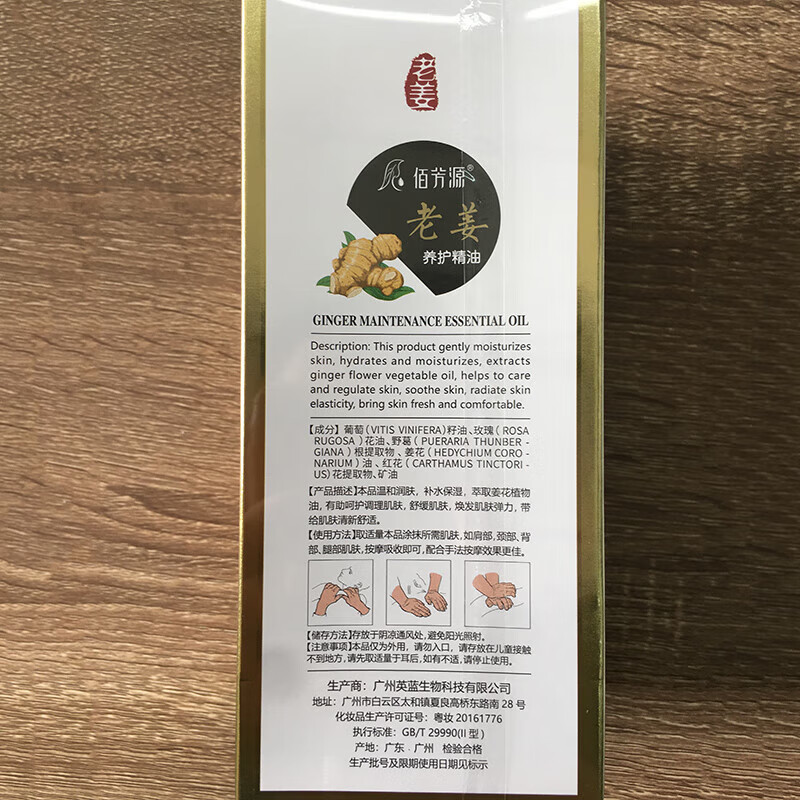 老姜
佰芳源®
老姜
养护精油
GINGER MAINTENANCE ESSENTIAL OIL
Description: This product gently moisturizes
skin, hydrates and moisturizes, extracts
ginger flower vegetable oil, helps to care
and regulate skin, soothe skin, radiate skin
elasticity, bring skin fresh and comfortable.
【成分】葡萄(VITIS VINIFERA)籽油、玫瑰(ROSA
RUGOSA)花油、野葛(PUERARIA THUNBER-
GIANA)根提取物、姜花(HEDYCHIUM CORO-
NARIUM)油、红花(CARTHAMUS TINCTORI-
US)花提取物、矿油
【产品描述】本品温和润肤，补水保湿，萃取姜花植物
油，有助呵护调理肌肤，舒缓肌肤，焕发肌肤弹力，带
给肌肤清新舒适。
【使用方法】取适量本品涂抹所需肌肤，如肩部、颈部、背
部、腿部肌肤，按摩吸收即可，配合手法按摩效果更佳。
【储存方法】存放于阴凉通风处，避免阳光照射。
【注意事项】本品仅为外用，请勿入口，请存放在儿童接触
不到地方，请先取适量于耳后，如有不适，请停止使用。
生产商：广州英蓝生物科技有限公司
地址：广州市白云区太和镇夏良高桥东路南 28 号
化妆品生产许可证号：粤妆 20161776
执行标准：GB/T 29990(II 型)
产地：广东．广州 检验合格
生产批号及限期使用日期见标示